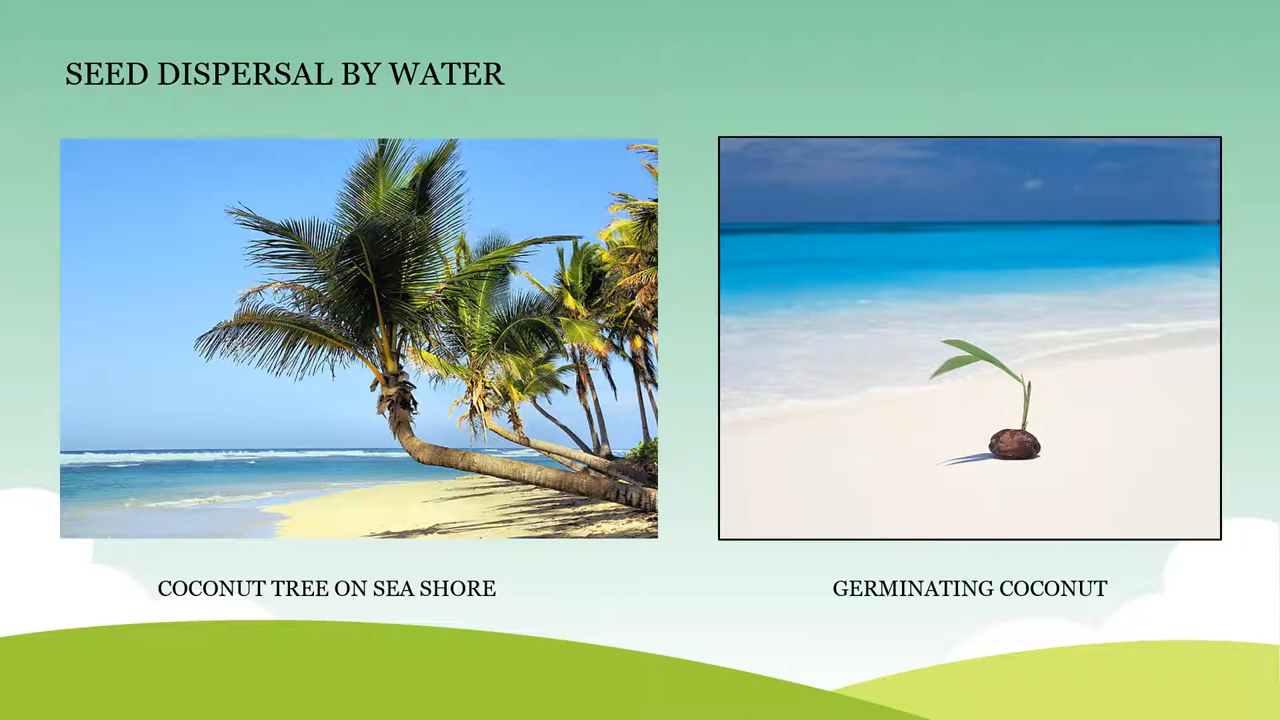 SEED DISPERSAL BY WATER
COCONUT TREE ON SEA SHORE
GERMINATING COCONUT